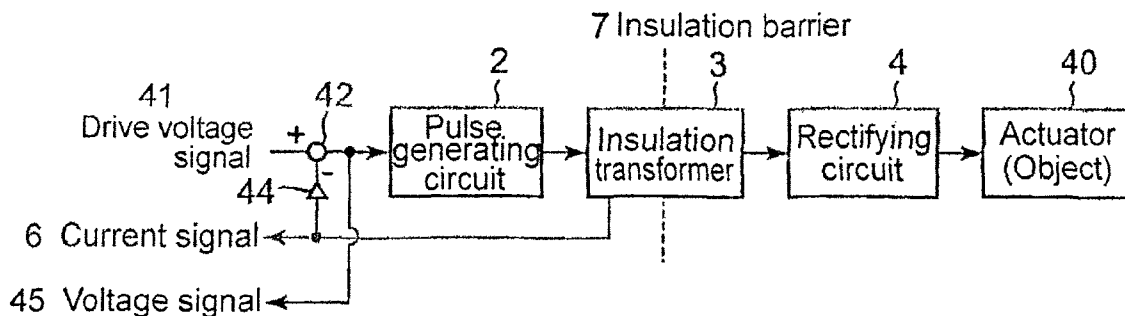 7 Insulation barrier
2
3
4
40
41
42
Drive voltage
signal
+
-
44
Pulse.
generating
circuit
Insulation
transformer
Rectifying
circuit
Actuator
(Object)
6 Current signal
45 Voltage signal